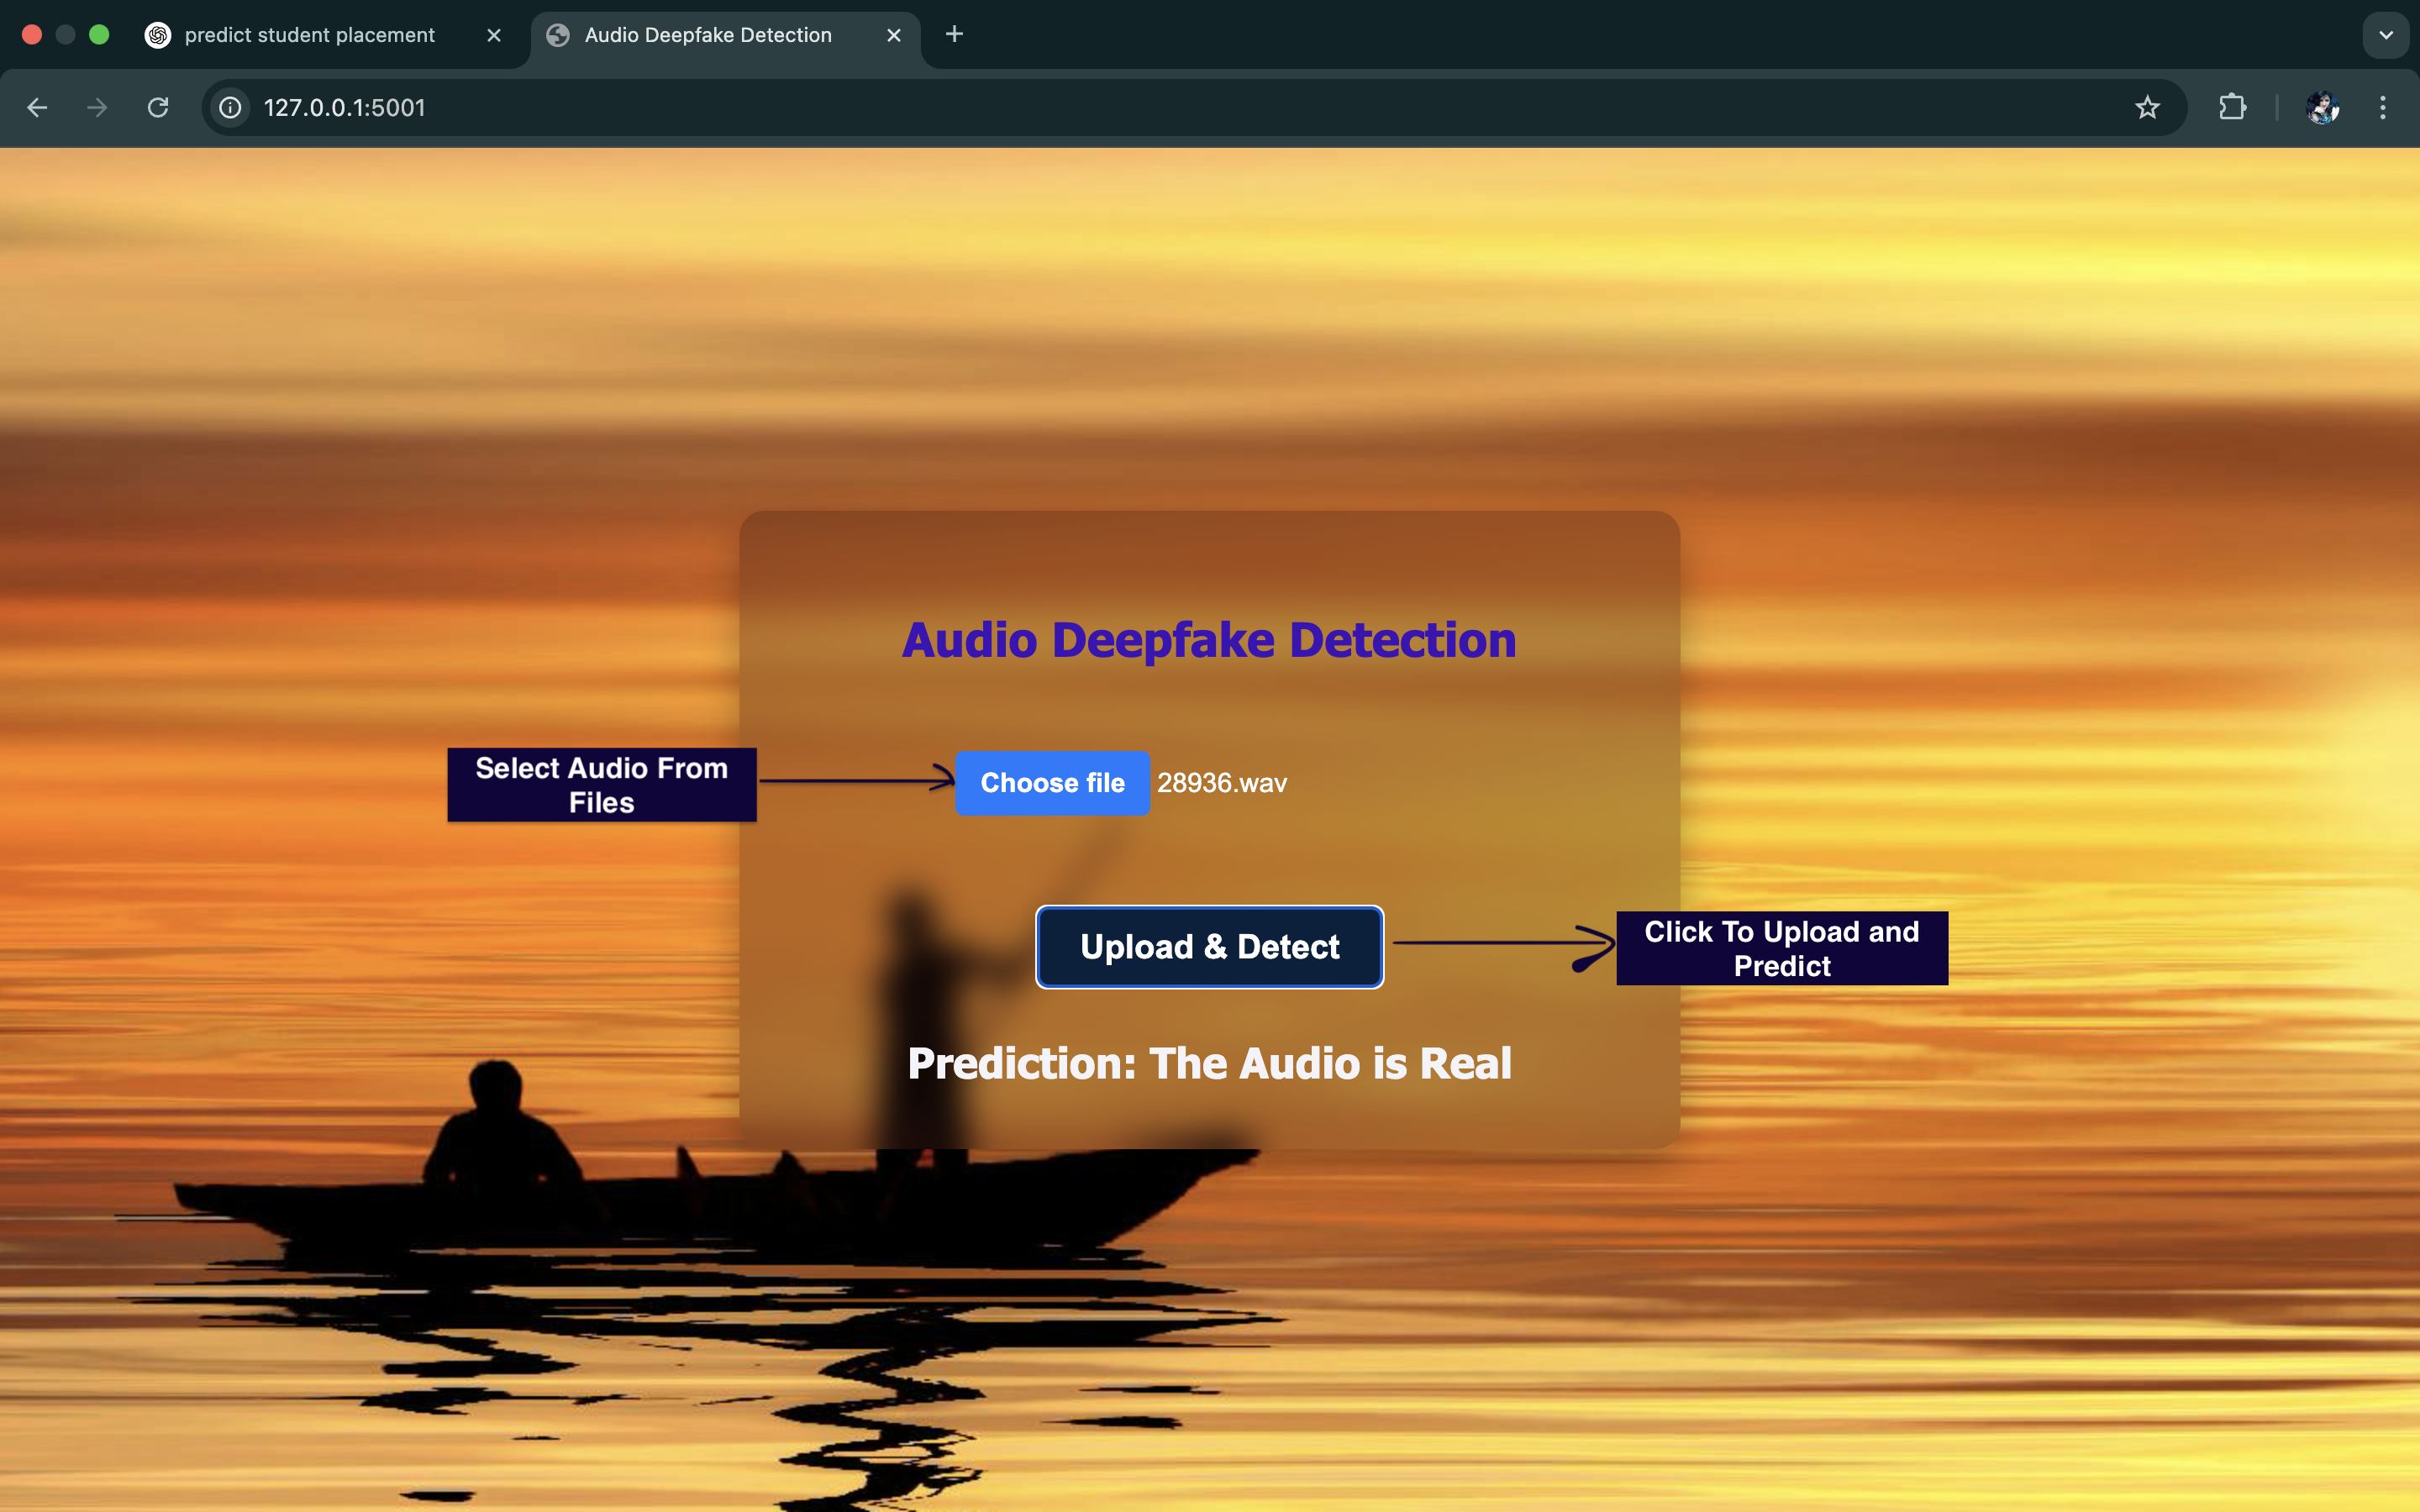 predict student placement
Audio Deepfake Detection
127.0.0.1:5001
Audio Deepfake Detection
Select Audio From
Files
Choose file 28936.wav
Upload & Detect
Click To Upload and
Predict
Prediction: The Audio is Real